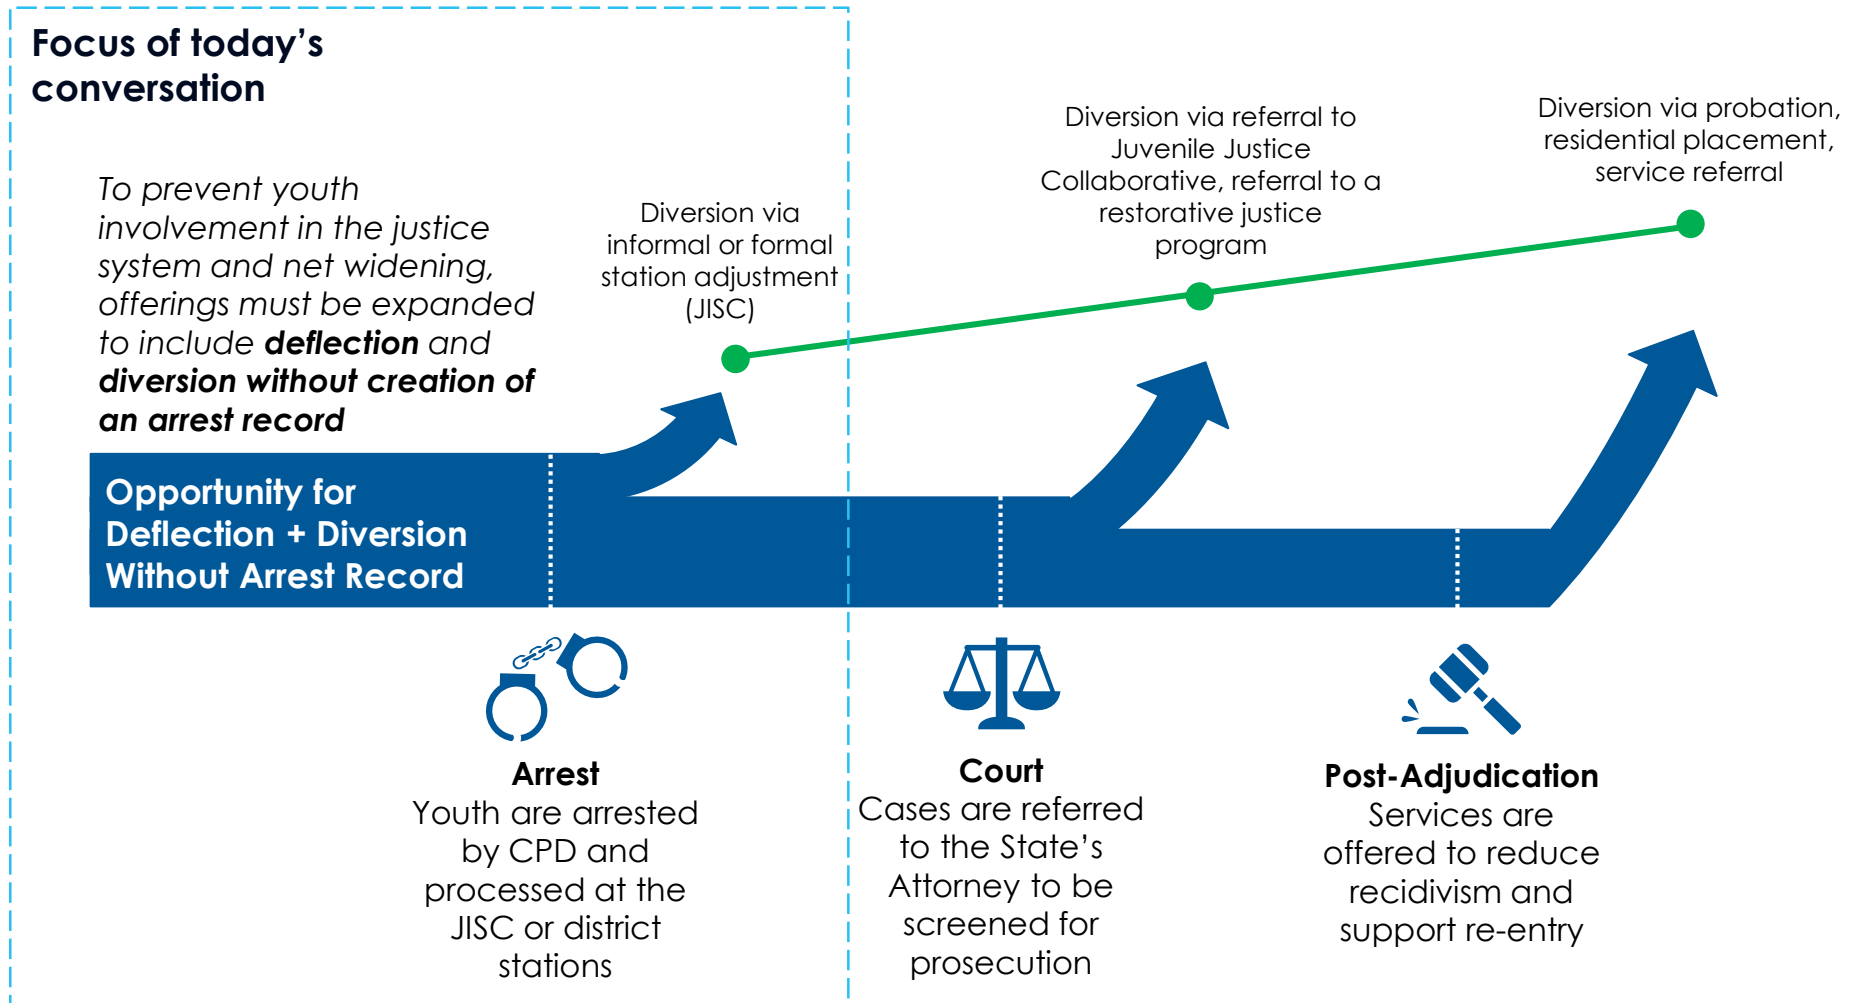 Focus of today’s
conversation
To prevent youth
involvement in the justice
system and net widening,
offerings must be expanded
to include deflection and
diversion without creation of
an arrest record
Diversion via
informal or formal
station adjustment
(JISC)
Diversion via referral to
Juvenile Justice
Collaborative, referral to a
restorative justice
program
Diversion via probation,
residential placement,
service referral
Opportunity for
Deflection + Diversion
Without Arrest Record
Arrest
Youth are arrested
by CPD and
processed at the
JISC or district
stations
Court
Cases are referred
to the State’s
Attorney to be
screened for
prosecution
Post-Adjudication
Services are
offered to reduce
recidivism and
support re-entry